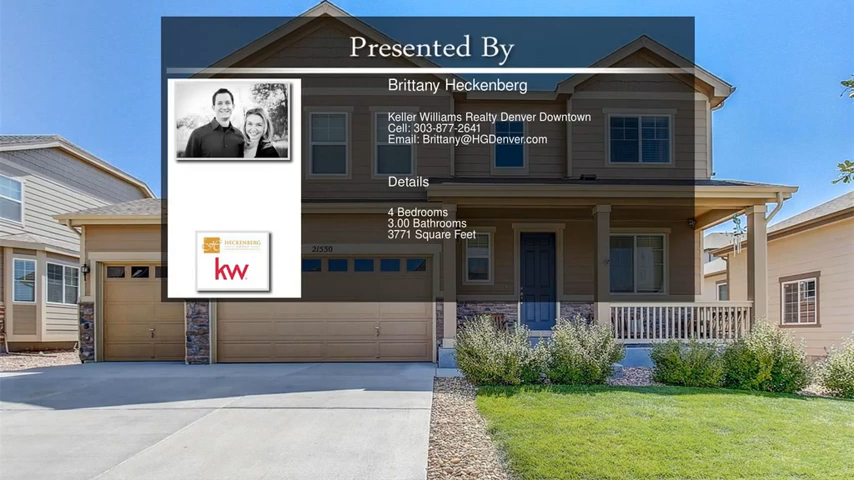 Presented By
Brittany Heckenberg
Keller Williams Realty Denver Downtown
Cell: 303-877-2641
Email: Brittany@HGDenver.com
Details
4 Bedrooms
3.00 Bathrooms
3771 Square Feet
HECKENBERG
kw
21550